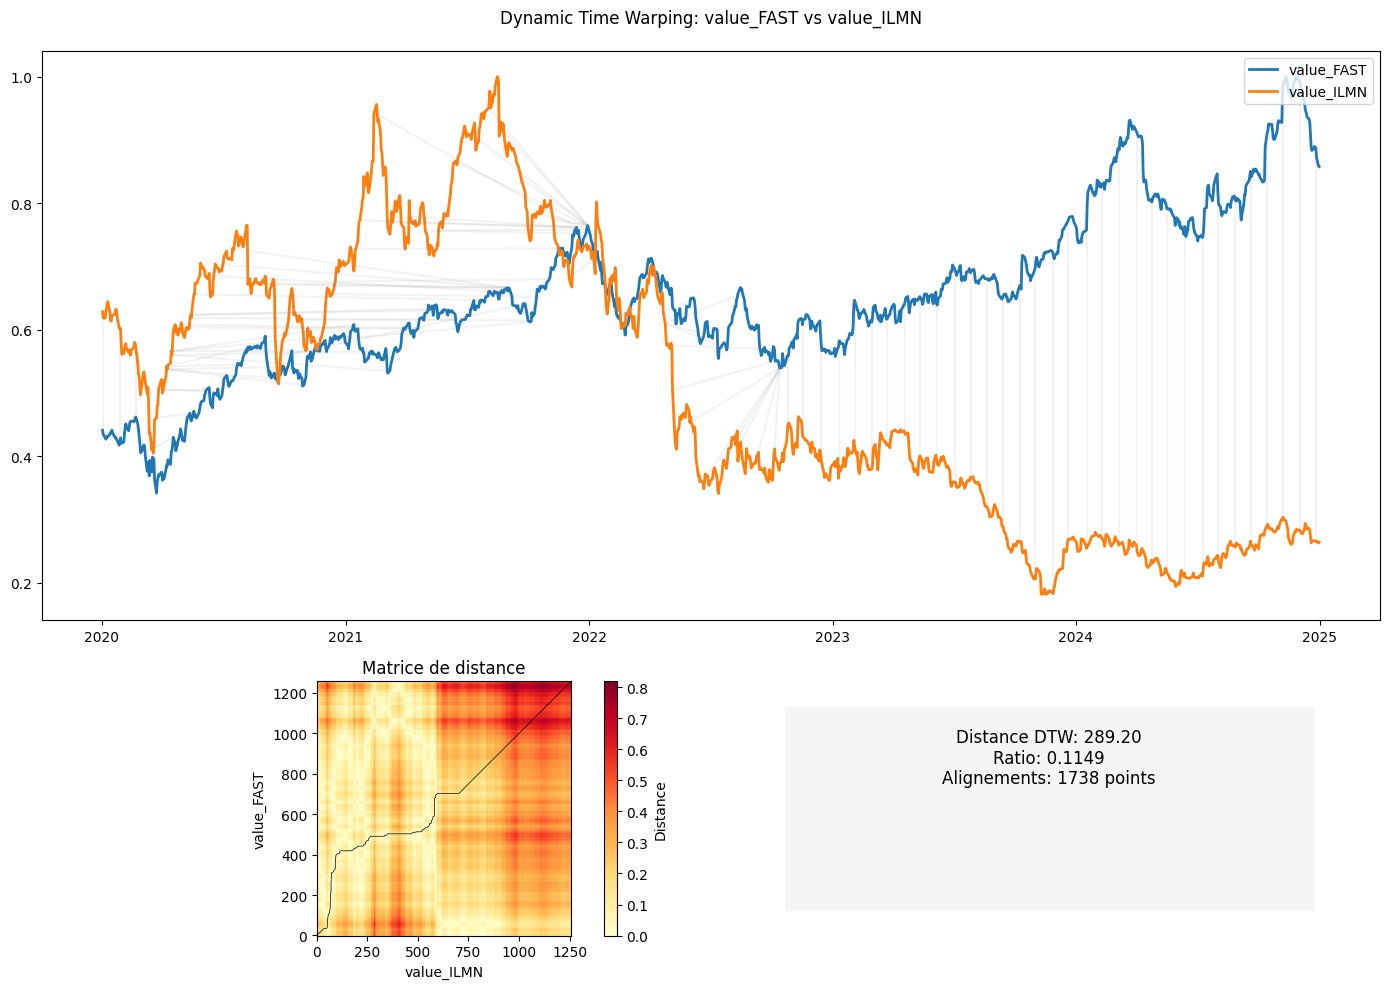 Dynamic Time Warping: value_FAST vs value_ILMN
value_FAST
value_ILMN
1.0
0.8
0.6
0.4
0.2
2020 2021 2022 2023 2024 2025
Matrice de distance
value_FAST
1200
1000
800
600
400
200
0
0 250 500 750 1000 1250
value_ILMN
0.8
0.7
0.6
0.5
0.4
0.3
0.2
0.1
0.0
Distance
Distance DTW: 289.20
Ratio: 0.1149
Alignements: 1738 points